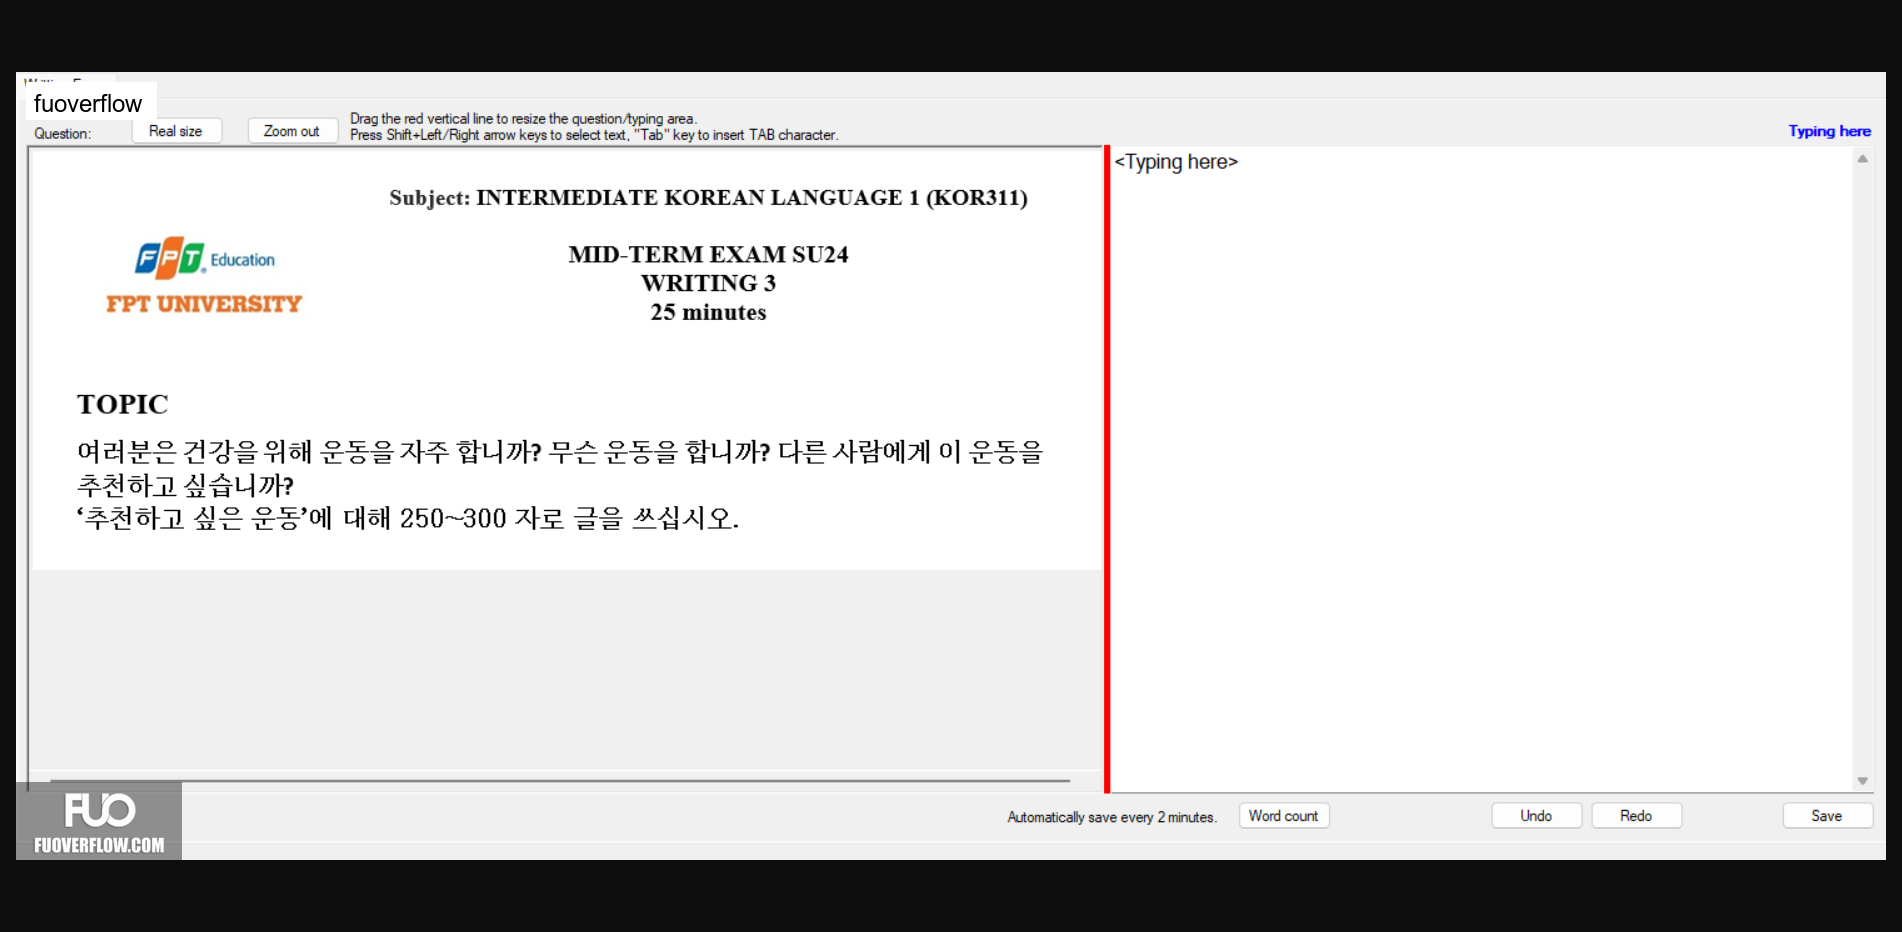 fuoverflow
Question:
Real size
Zoom out
Drag the red vertical line to resize the question/typing area.
Press Shift+Left/Right arrow keys to select text, "Tab" key to insert TAB character.
Typing here
<Typing here>
Subject: INTERMEDIATE KOREAN LANGUAGE 1 (KOR311)
FPT Education
FPT UNIVERSITY
MID-TERM EXAM SU24
WRITING 3
25 minutes
TOPIC
여러분은 건강을 위해 운동을 자주 합니까? 무슨 운동을 합니까? 다른 사람에게 이 운동을
추천하고 싶습니까?
‘추천하고 싶은 운동’에 대해 250~300 자로 글을 쓰십시오.
FUO
FUOVERFLOW.COM
Automatically save every 2 minutes.
Word count
Undo
Redo
Save